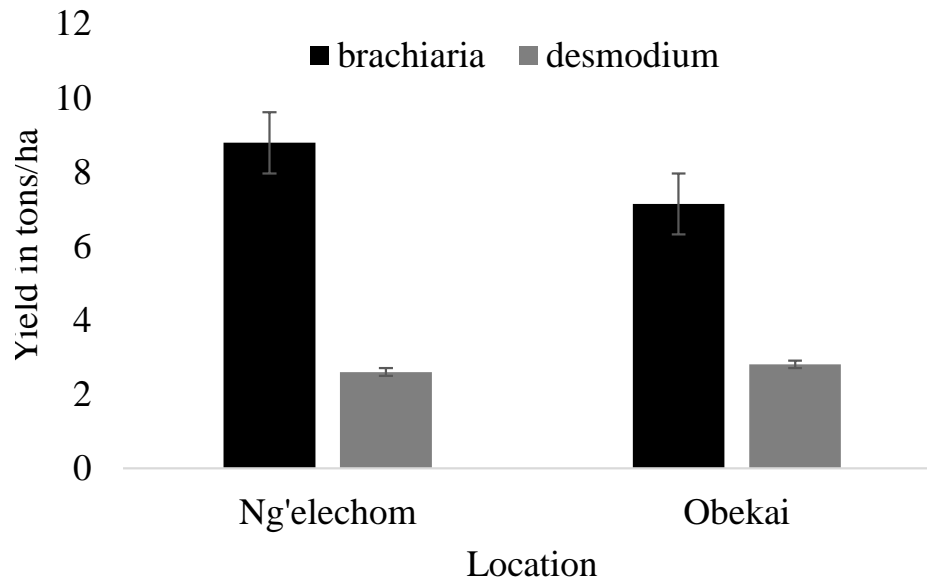 12
brachiaria desmodium
10
8
6
4
2
0
Yield in tons/ha
Ng'elechom Obekai
Location